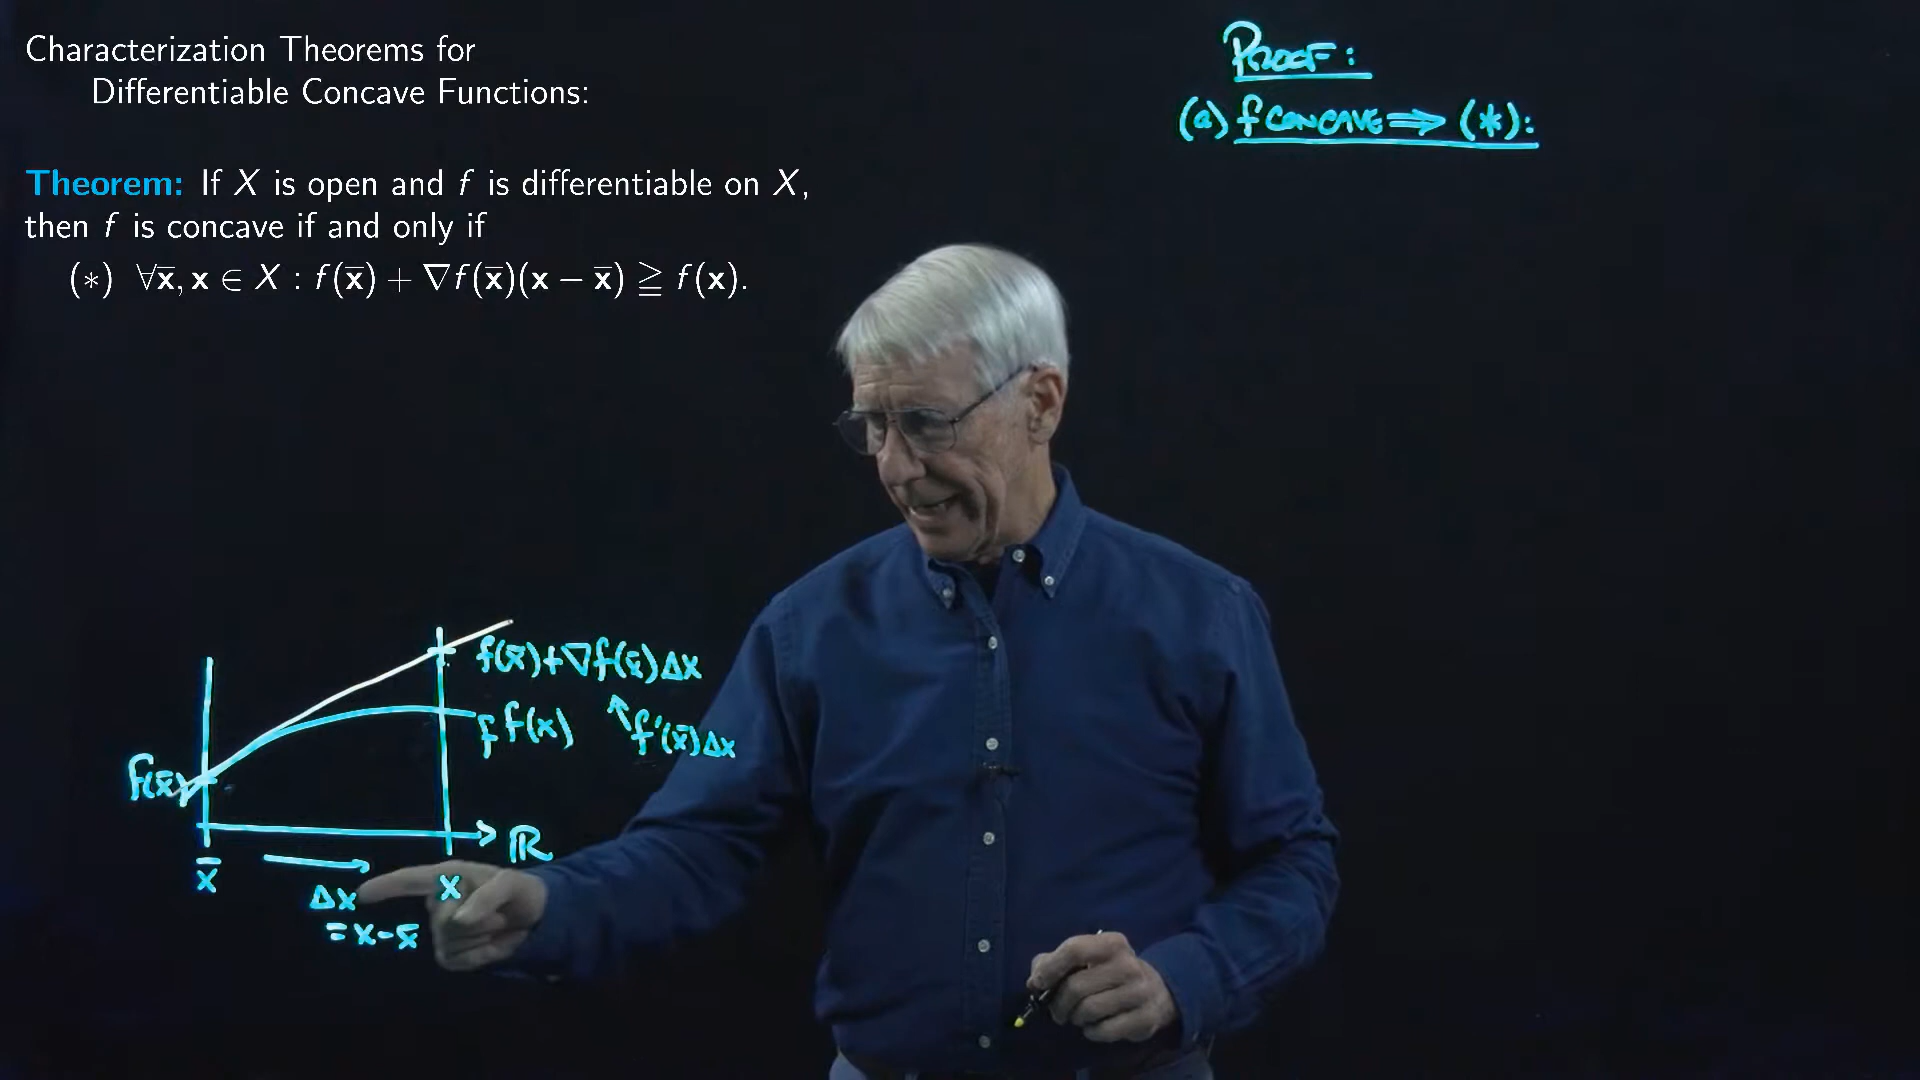 Characterization Theorems for
Differentiable Concave Functions:
Theorem: If X is open and f is differentiable on X,
then f is concave if and only if
(∗) ∀x̄, x ∈ X : f(x̄) + ∇f(x̄)(x − x̄) ≧ f(x).
PROOF:
(a) f CONCAVE ⟹ (*):
f(x̄)+∇f(x̄)Δx
f f(x)
f'(x̄)Δx
f(x̄)
ℝ
x̄
x
Δx
=x-x̄